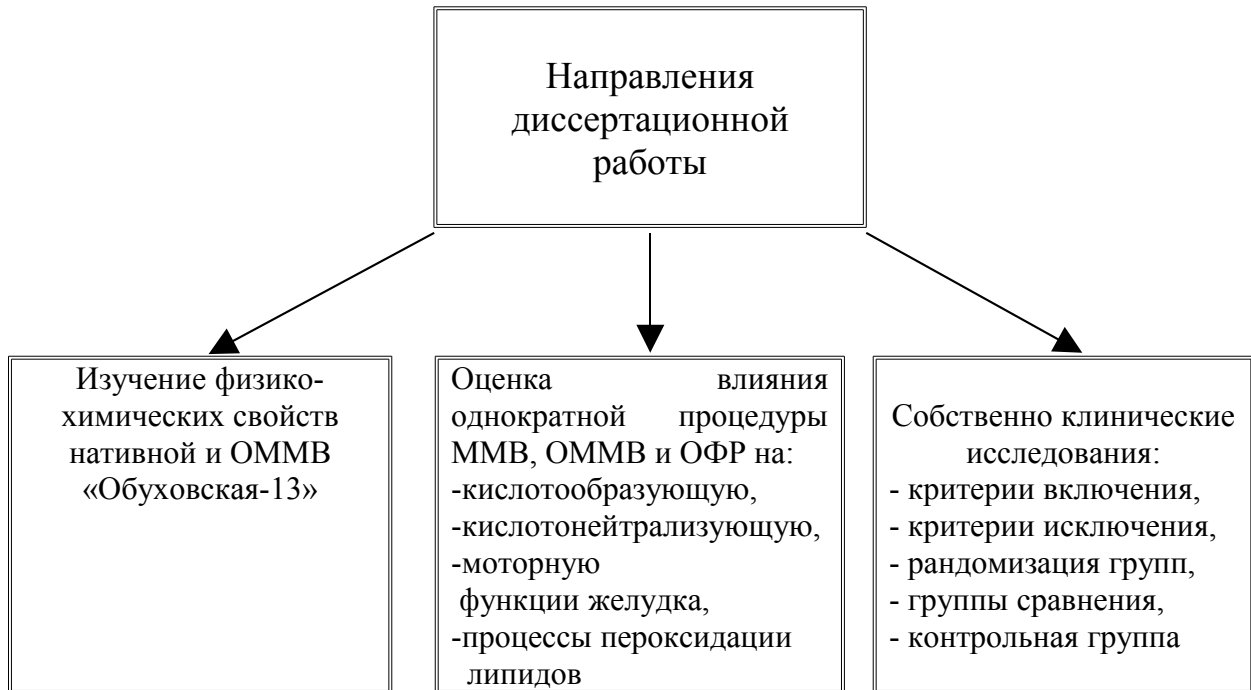 Направления
диссертационной
работы
Изучение физико-
химических свойств
нативной и ОММВ
«Обуховская-13»
Оценка влияния
однократной процедуры
ММВ, ОММВ и ОФР на:
-кислотообразующую,
-кислотонейтрализующую,
-моторную
функции желудка,
-процессы пероксидации
липидов
Собственно клинические
исследования:
- критерии включения,
- критерии исключения,
- рандомизация групп,
- группы сравнения,
- контрольная группа